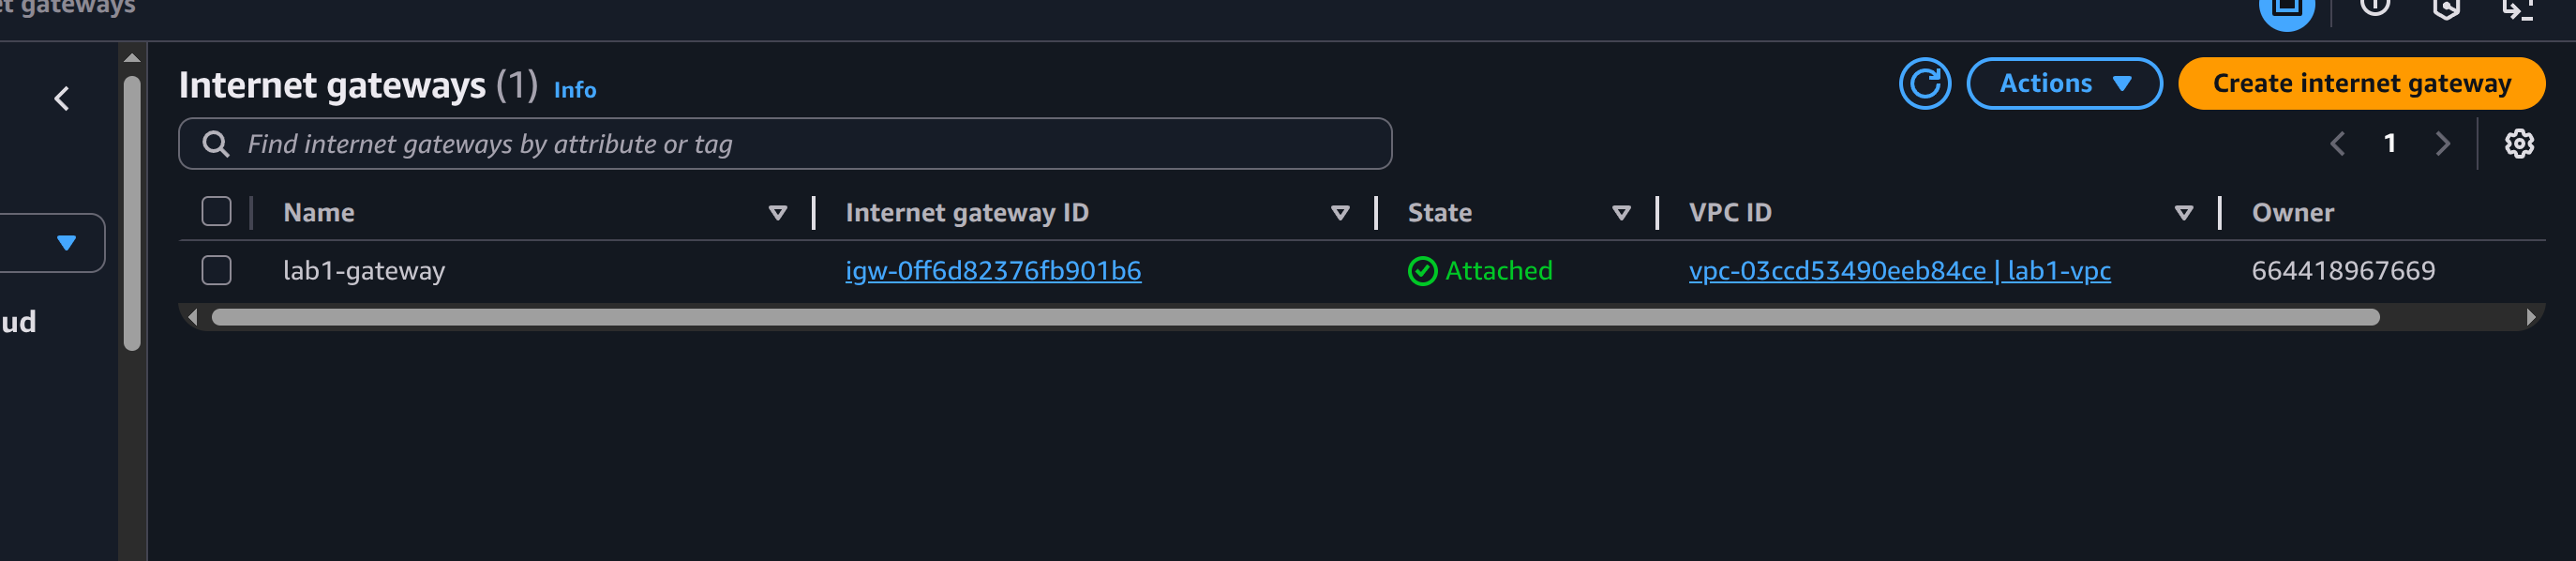 et gateways
Internet gateways (1) Info
Actions
Create internet gateway
Find internet gateways by attribute or tag
1
Name Internet gateway ID State VPC ID Owner
lab1-gateway igw-0ff6d82376fb901b6 Attached vpc-03ccd53490eeb84ce | lab1-vpc 664418967669
ud